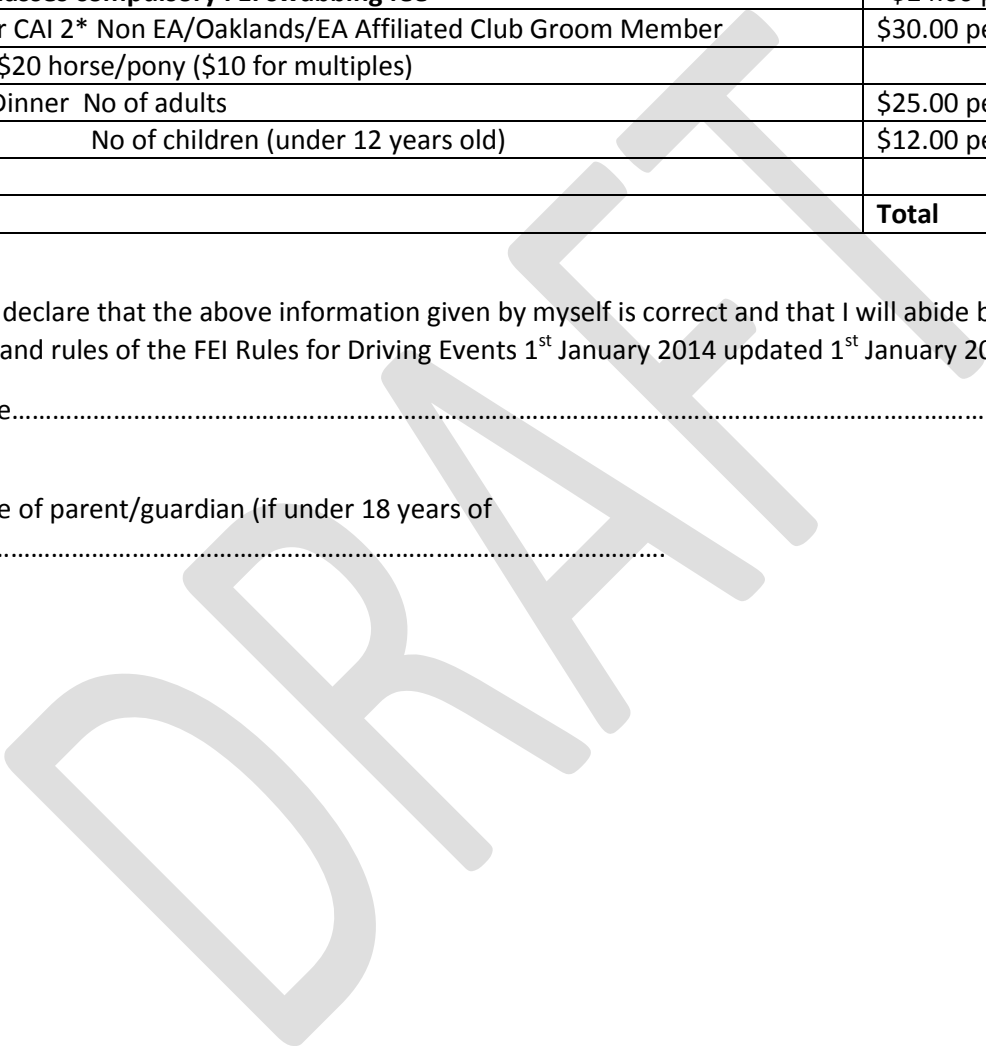 compulsory
r CAI 2* Non EA/Oaklands/EA Affiliated Club Groom Member $30.00 pe
$20 horse/pony ($10 for multiples)
Dinner No of adults $25.00 pe
No of children (under 12 years old) $12.00 pe
Total
declare that the above information given by myself is correct and that I will abide b
and rules of the FEI Rules for Driving Events 1st January 2014 updated 1st January 20
e……………………………………………………………………………………………………………………………
e of parent/guardian (if under 18 years of
……………………………………………………………………………………….
DRAFT